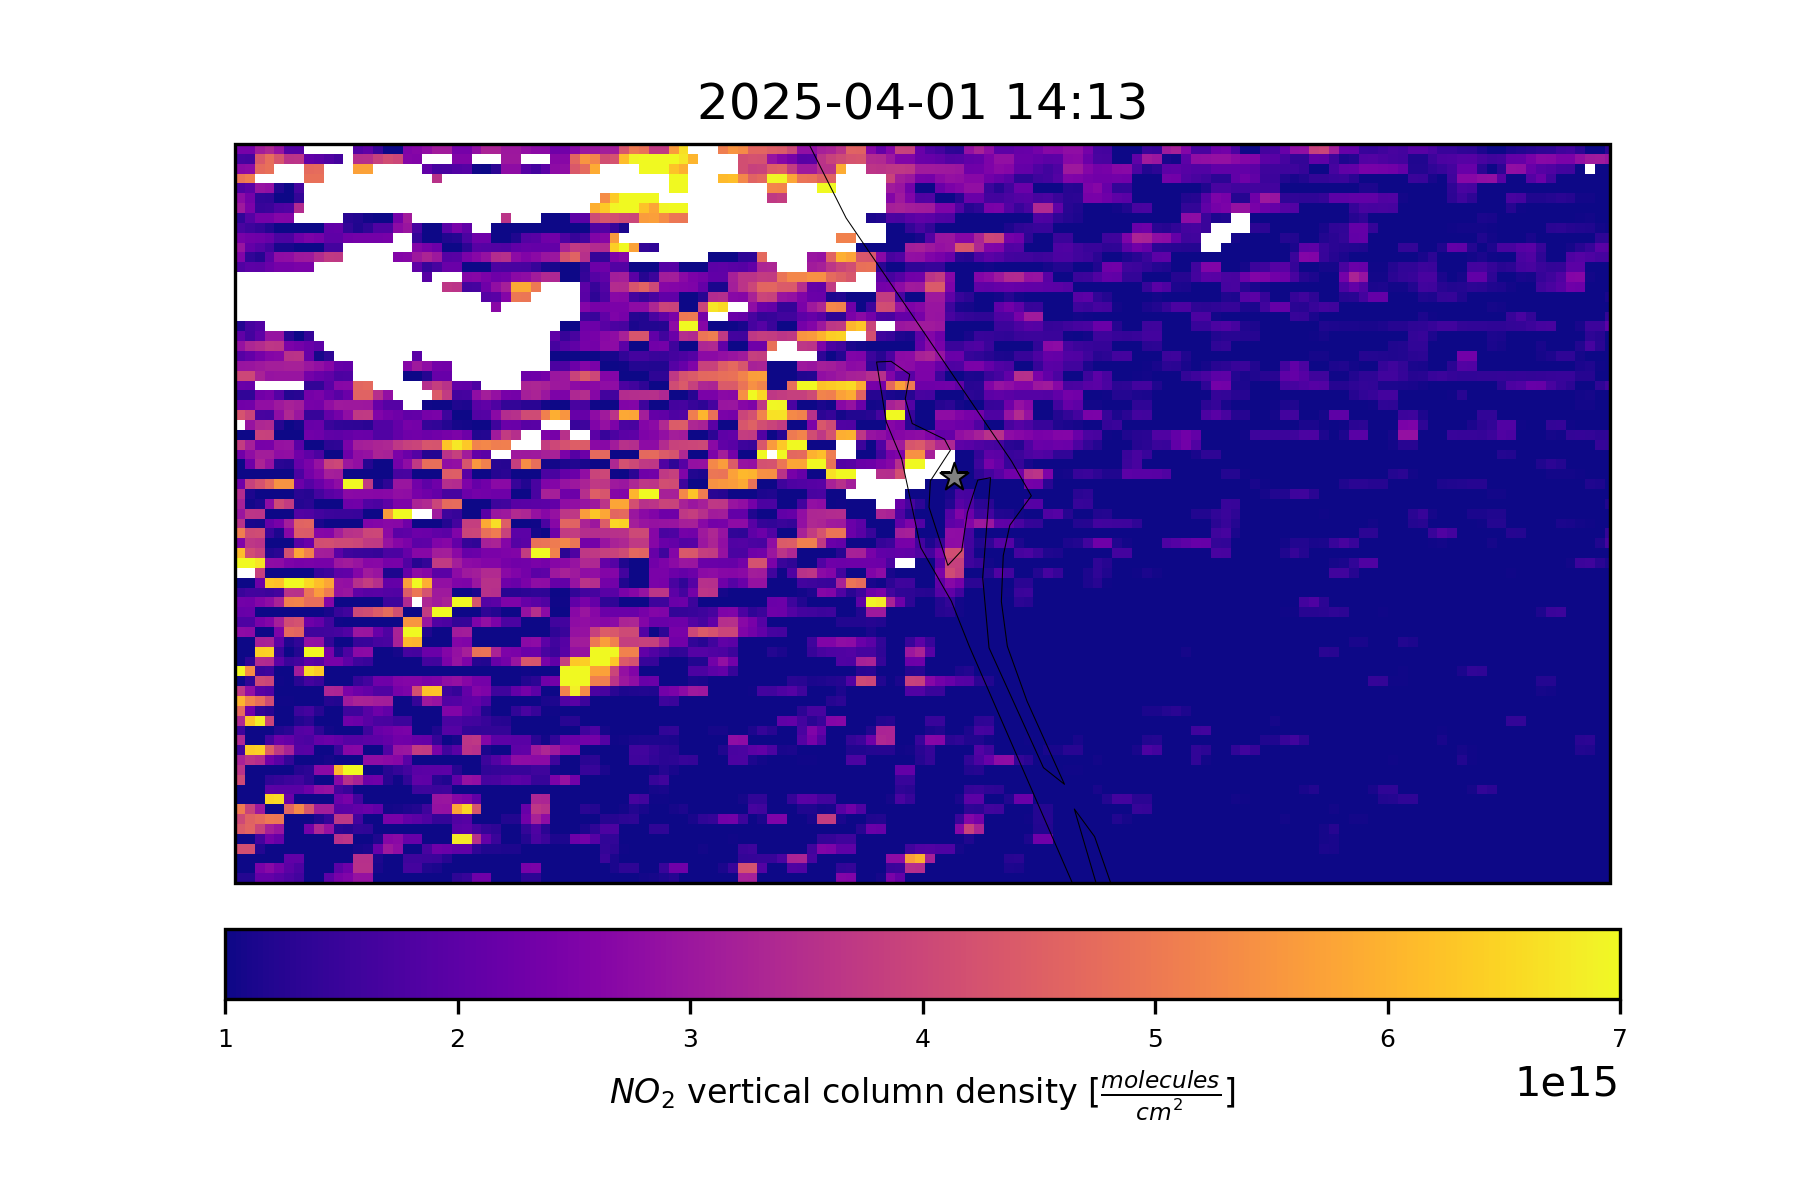 2025-04-01 14:13
1 2 3 4 5 6 7
1e15
NO₂ vertical column density [molecules/cm²]